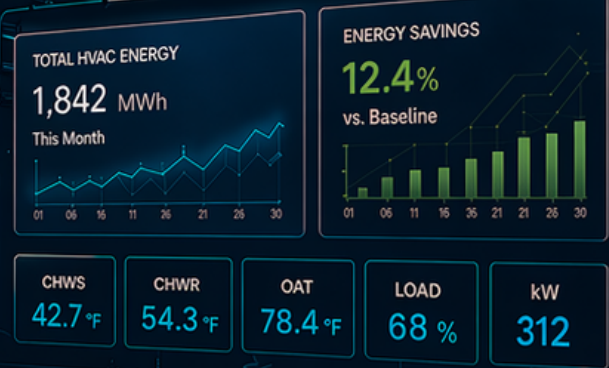 TOTAL HVAC ENERGY
1,842 MWh
This Month
01 06 16 11 26 21 26 30
ENERGY SAVINGS
12.4%
vs. Baseline
01 06 11 16 36 21 21 26 30
CHWS
42.7 °F
CHWR
54.3 °F
OAT
78.4 °F
LOAD
68 %
kW
312